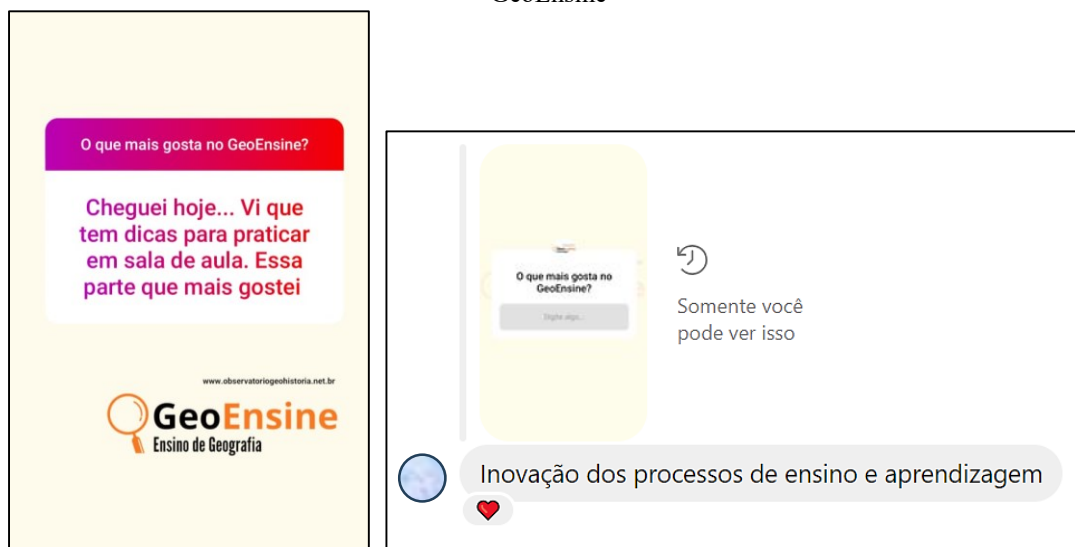 GeoEnsine
O que mais gosta no GeoEnsine?
Cheguei hoje... Vi que
tem dicas para praticar
em sala de aula. Essa
parte que mais gostei
www.observatoriogeohistoria.net.br
GeoEnsine
Ensino de Geografia
O que mais gosta no
GeoEnsine?
Digite algo...
Somente você
pode ver isso
Inovação dos processos de ensino e aprendizagem